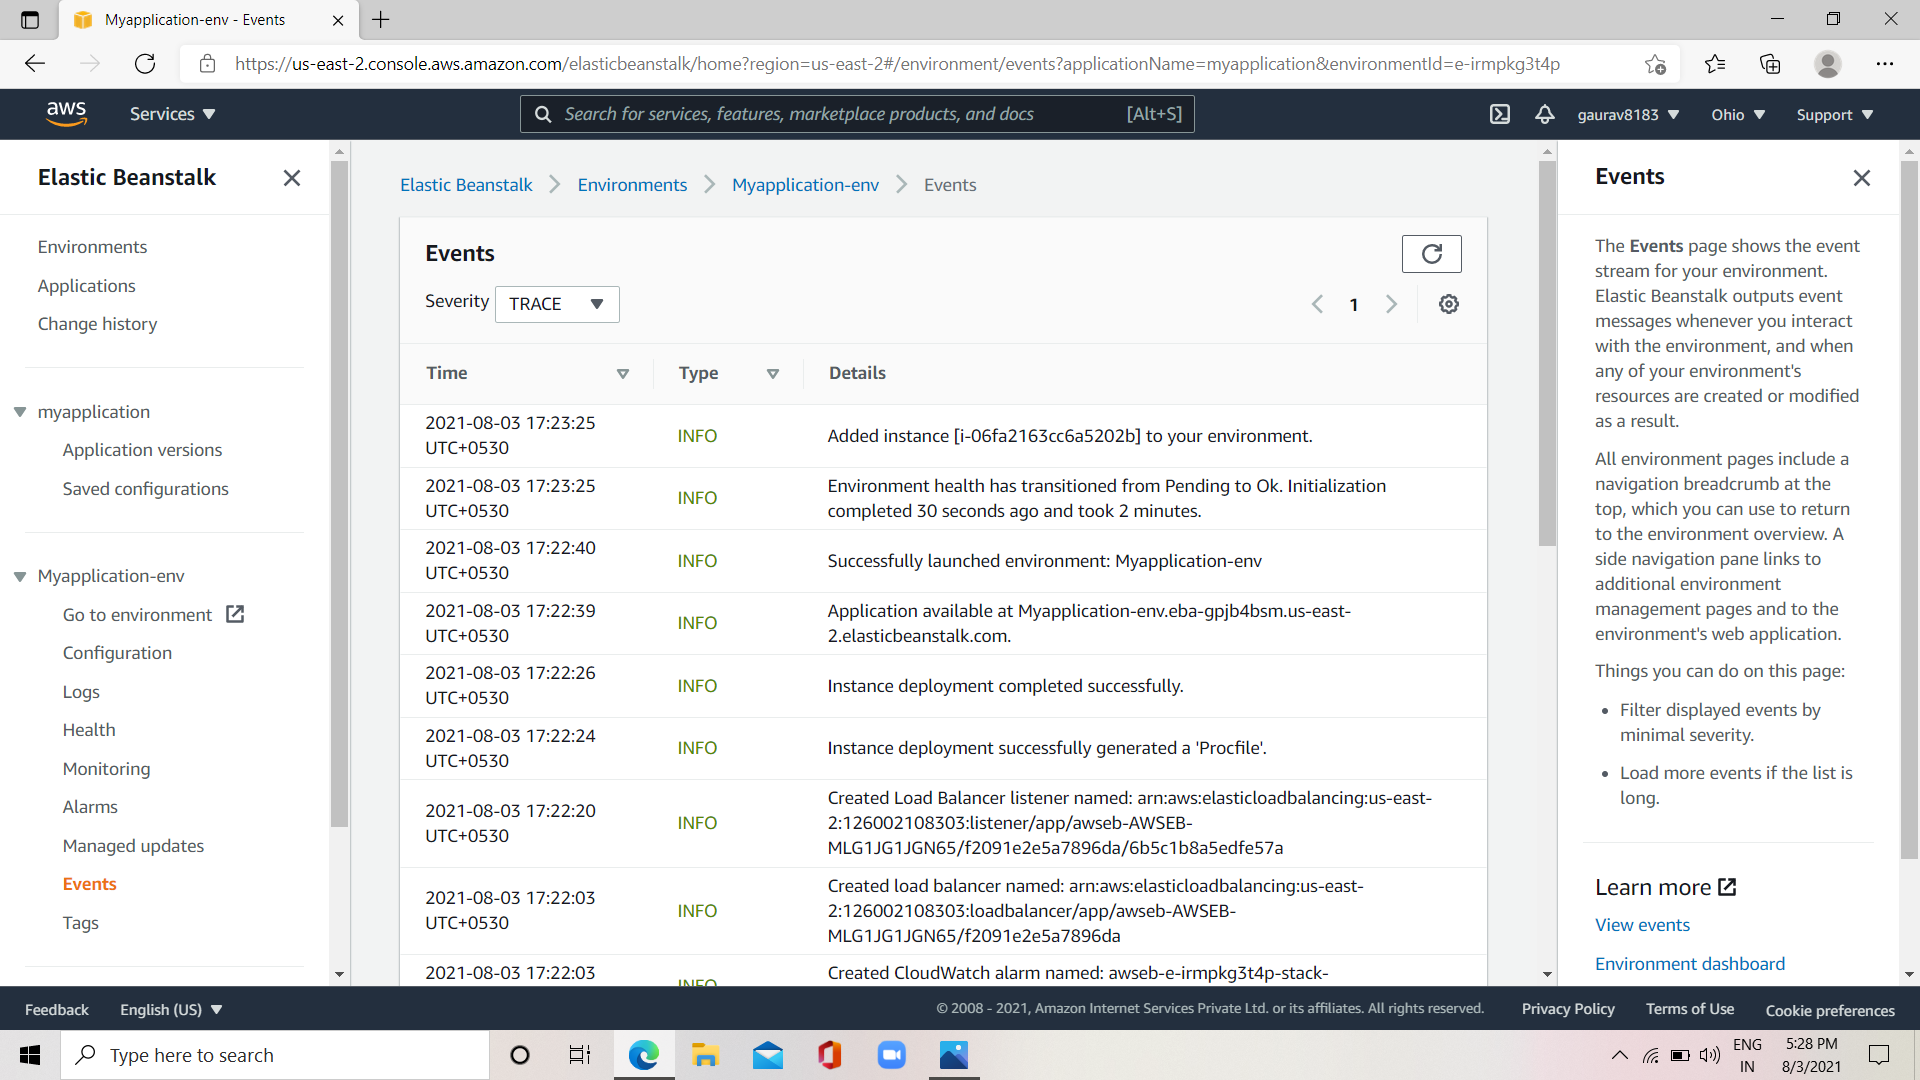 Myapplication-env - Events
https://us-east-2.console.aws.amazon.com/elasticbeanstalk/home?region=us-east-2#/environment/events?applicationName=myapplication&environmentId=e-irmpkg3t4p
aws
Services
Search for services, features, marketplace products, and docs
[Alt+S]
gaurav8183
Ohio
Support
Elastic Beanstalk
Environments
Applications
Change history
myapplication
Application versions
Saved configurations
Myapplication-env
Go to environment
Configuration
Logs
Health
Monitoring
Alarms
Managed updates
Events
Tags
Elastic Beanstalk
Environments
Myapplication-env
Events
Events
Severity
TRACE
1
Time
Type
Details
2021-08-03 17:23:25
UTC+0530
INFO
Added instance [i-06fa2163cc6a5202b] to your environment.
2021-08-03 17:23:25
UTC+0530
INFO
Environment health has transitioned from Pending to Ok. Initialization
completed 30 seconds ago and took 2 minutes.
2021-08-03 17:22:40
UTC+0530
INFO
Successfully launched environment: Myapplication-env
2021-08-03 17:22:39
UTC+0530
INFO
Application available at Myapplication-env.eba-gpjb4bsm.us-east-
2.elasticbeanstalk.com.
2021-08-03 17:22:26
UTC+0530
INFO
Instance deployment completed successfully.
2021-08-03 17:22:24
UTC+0530
INFO
Instance deployment successfully generated a 'Procfile'.
2021-08-03 17:22:20
UTC+0530
INFO
Created Load Balancer listener named: arn:aws:elasticloadbalancing:us-east-
2:126002108303:listener/app/awseb-AWSEB-
MLG1JG1JGN65/f2091e2e5a7896da/6b5c1b8a5edfe57a
2021-08-03 17:22:03
UTC+0530
INFO
Created load balancer named: arn:aws:elasticloadbalancing:us-east-
2:126002108303:loadbalancer/app/awseb-AWSEB-
MLG1JG1JGN65/f2091e2e5a7896da
2021-08-03 17:22:03
INFO
Created CloudWatch alarm named: awseb-e-irmpkg3t4p-stack-
Events
The Events page shows the event
stream for your environment.
Elastic Beanstalk outputs event
messages whenever you interact
with the environment, and when
any of your environment's
resources are created or modified
as a result.
All environment pages include a
navigation breadcrumb at the
top, which you can use to return
to the environment overview. A
side navigation pane links to
additional environment
management pages and to the
environment's web application.
Things you can do on this page:
• Filter displayed events by
minimal severity.
• Load more events if the list is
long.
Learn more
View events
Environment dashboard
Feedback
English (US)
© 2008 - 2021, Amazon Internet Services Private Ltd. or its affiliates. All rights reserved.
Privacy Policy
Terms of Use
Cookie preferences
Type here to search
ENG
IN
5:28 PM
8/3/2021